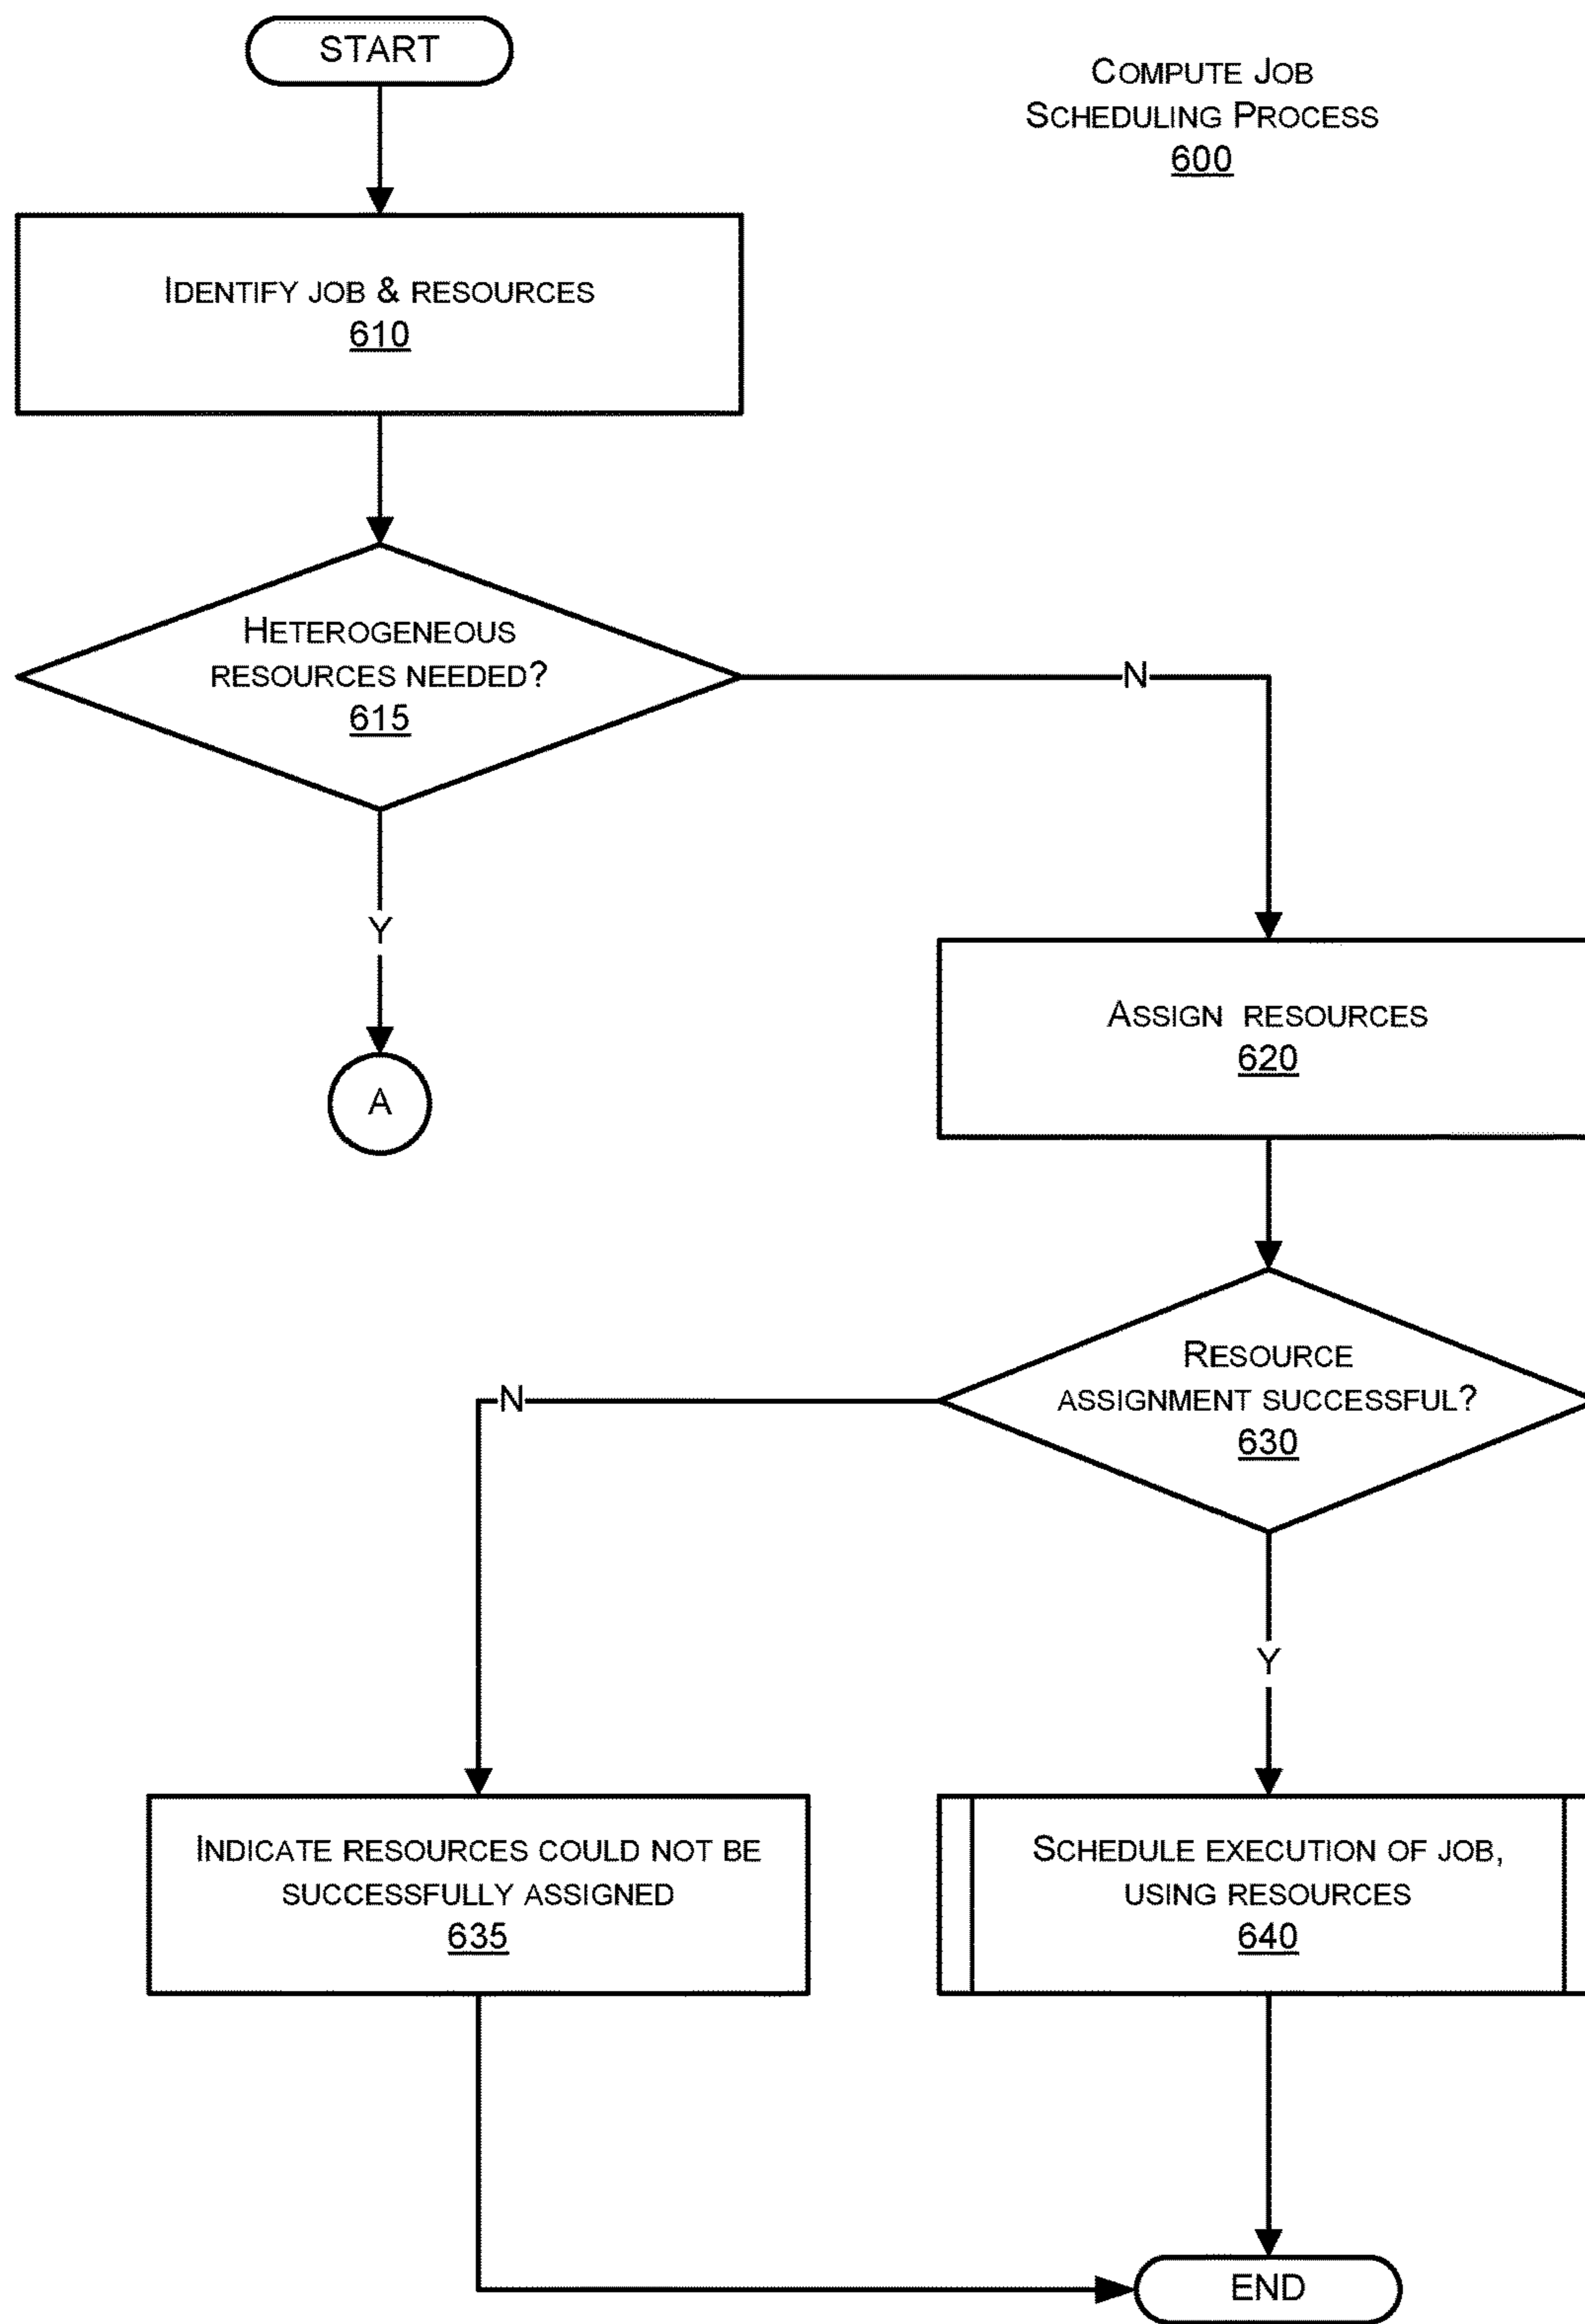 START
COMPUTE JOB
SCHEDULING PROCESS
600
IDENTIFY JOB & RESOURCES
610
HETEROGENEOUS
RESOURCES NEEDED?
615
N
Y
A
ASSIGN RESOURCES
620
RESOURCE
ASSIGNMENT SUCCESSFUL?
630
N
Y
INDICATE RESOURCES COULD NOT BE
SUCCESSFULLY ASSIGNED
635
SCHEDULE EXECUTION OF JOB,
USING RESOURCES
640
END